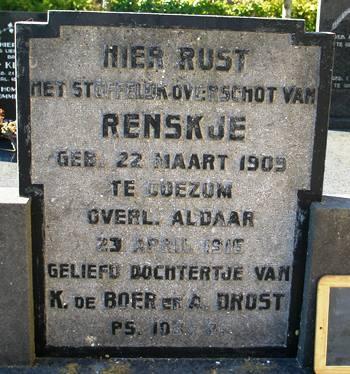 HIER RUST
HET STOFFELIJK OVERSCHOT VAN
RENSKJE
GEB. 22 MAART 1909
TE GOEZUM
OVERL. ALDAAR
23 APRIL 1916
GELIEFD DOCHTERTJE VAN
K. DE BOER EN A. DROST
PS.